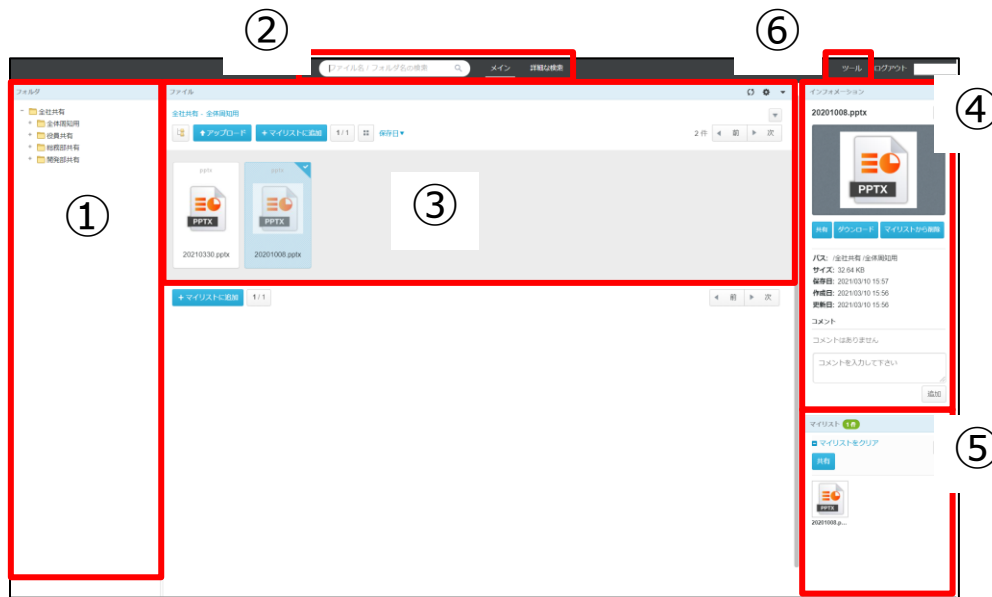 ②
⑥
ファイル名 / フォルダ名の検索
メイン
詳細な検索
ツール
ログアウト
フォルダ
全社共有
全体周知用
役員共有
総務部共有
開発部共有
①
ファイル
全社共有 - 全体周知用
アップロード
+ マイリストに追加
1 / 1
保存日▼
2 件
前
次
pptx
PPTX
20210330.pptx
pptx
PPTX
20201008.pptx
③
+ マイリストに追加
1 / 1
前
次
インフォメーション
④
20201008.pptx
PPTX
共有
ダウンロード
マイリストから削除
パス: /全社共有 /全体周知用
サイズ: 32.64 KB
保存日: 2021/03/10 15:57
作成日: 2021/03/10 15:56
更新日: 2021/03/10 15:56
コメント
コメントはありません
コメントを入力して下さい
追加
マイリスト
1件
⑤
マイリストをクリア
共有
PPTX
20201008.p...